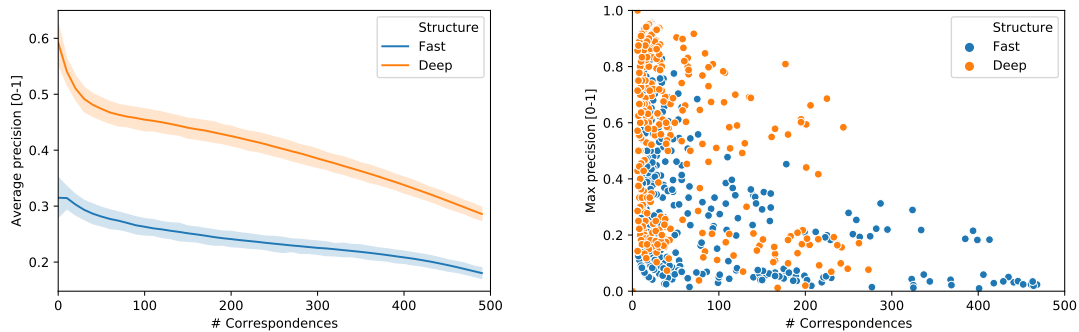 Average precision [0-1]
0.6
0.5
0.4
0.3
0.2
Structure
Fast
Deep
0 100 200 300 400 500
# Correspondences
Max precision [0-1]
1.0
0.8
0.6
0.4
0.2
0.0
Structure
Fast
Deep
0 100 200 300 400 500
# Correspondences